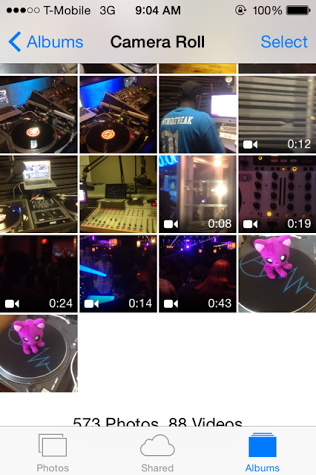 T-Mobile 3G 9:04 AM 100%
Albums Camera Roll Select
0:12
0:08
0:19
0:24
0:14
0:43
573 Photos, 88 Videos
Photos Shared Albums